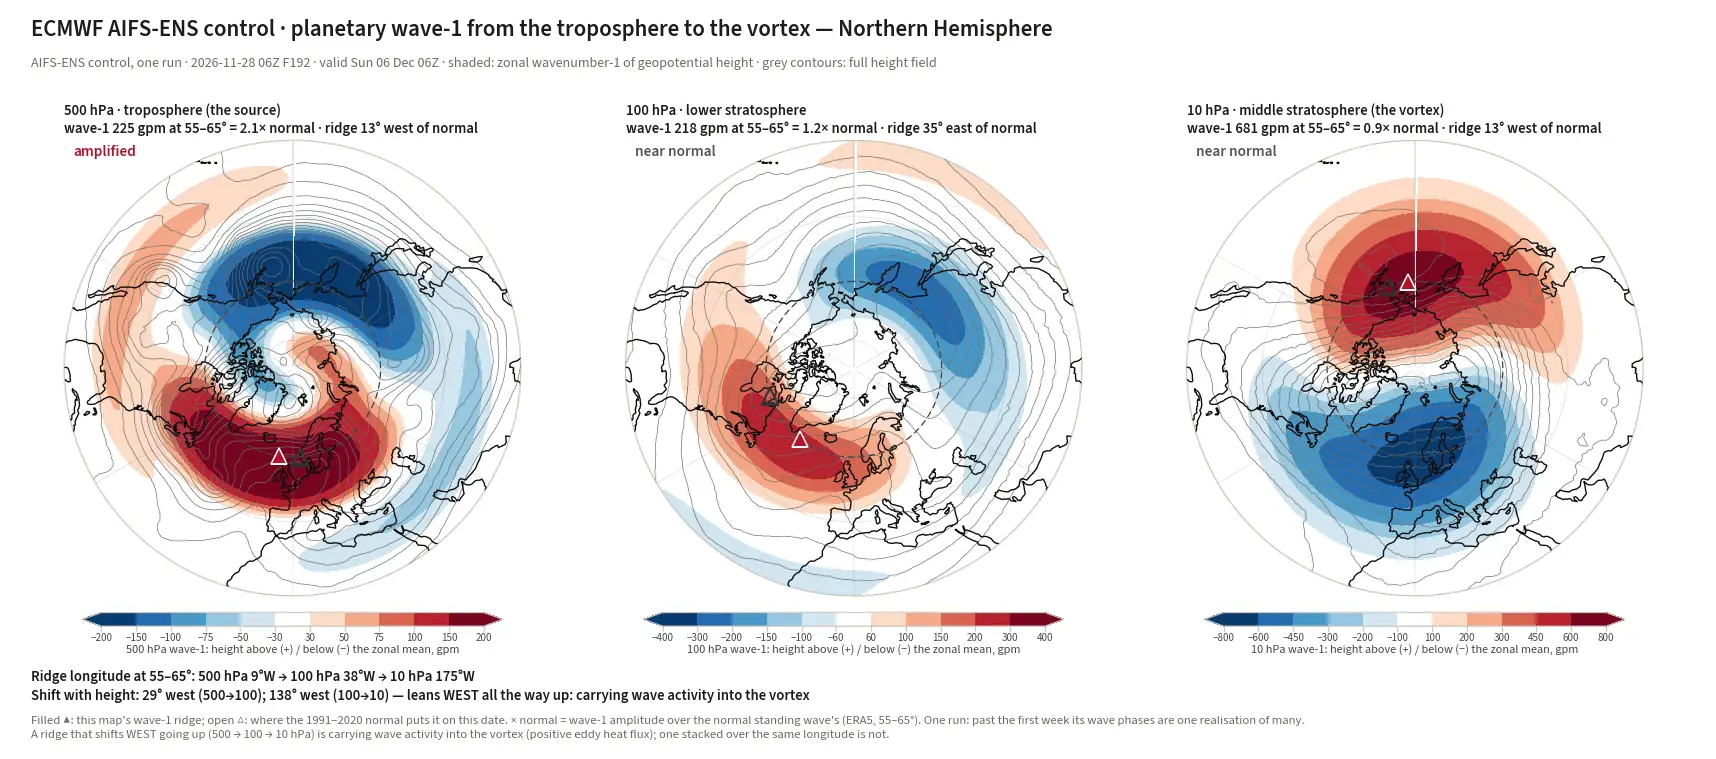 ECMWF AIFS-ENS control · planetary wave-1 from the troposphere to the vortex — Northern Hemisphere
AIFS-ENS control, one run · 2026-11-28 06Z F192 · valid Sun 06 Dec 06Z · shaded: zonal wavenumber-1 of geopotential height · grey contours: full height field
500 hPa · troposphere (the source)
wave-1 225 gpm at 55–65° = 2.1× normal · ridge 13° west of normal
amplified
100 hPa · lower stratosphere
wave-1 218 gpm at 55–65° = 1.2× normal · ridge 35° east of normal
near normal
10 hPa · middle stratosphere (the vortex)
wave-1 681 gpm at 55–65° = 0.9× normal · ridge 13° west of normal
near normal
−200 −150 −100 −75 −50 −30 30 50 75 100 150 200
500 hPa wave-1: height above (+) / below (−) the zonal mean, gpm
−400 −300 −200 −150 −100 −60 60 100 150 200 300 400
100 hPa wave-1: height above (+) / below (−) the zonal mean, gpm
−800 −600 −450 −300 −200 −100 100 200 300 450 600 800
10 hPa wave-1: height above (+) / below (−) the zonal mean, gpm
Ridge longitude at 55–65°: 500 hPa 9°W → 100 hPa 38°W → 10 hPa 175°W
Shift with height: 29° west (500→100); 138° west (100→10) — leans WEST all the way up: carrying wave activity into the vortex
Filled ▲: this map's wave-1 ridge; open △: where the 1991–2020 normal puts it on this date. × normal = wave-1 amplitude over the normal standing wave's (ERA5, 55–65°). One run: past the first week its wave phases are one realisation of many.
A ridge that shifts WEST going up (500 → 100 → 10 hPa) is carrying wave activity into the vortex (positive eddy heat flux); one stacked over the same longitude is not.